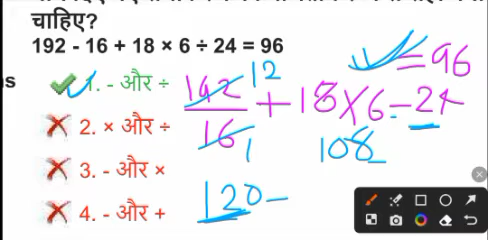 चाहिए?
192 - 16 + 18 × 6 ÷ 24 = 96
1. - और ÷
2. × और ÷
3. - और ×
4. - और +
192 12
16 1
+ 18 × 6 - 24
= 96
108
120 -